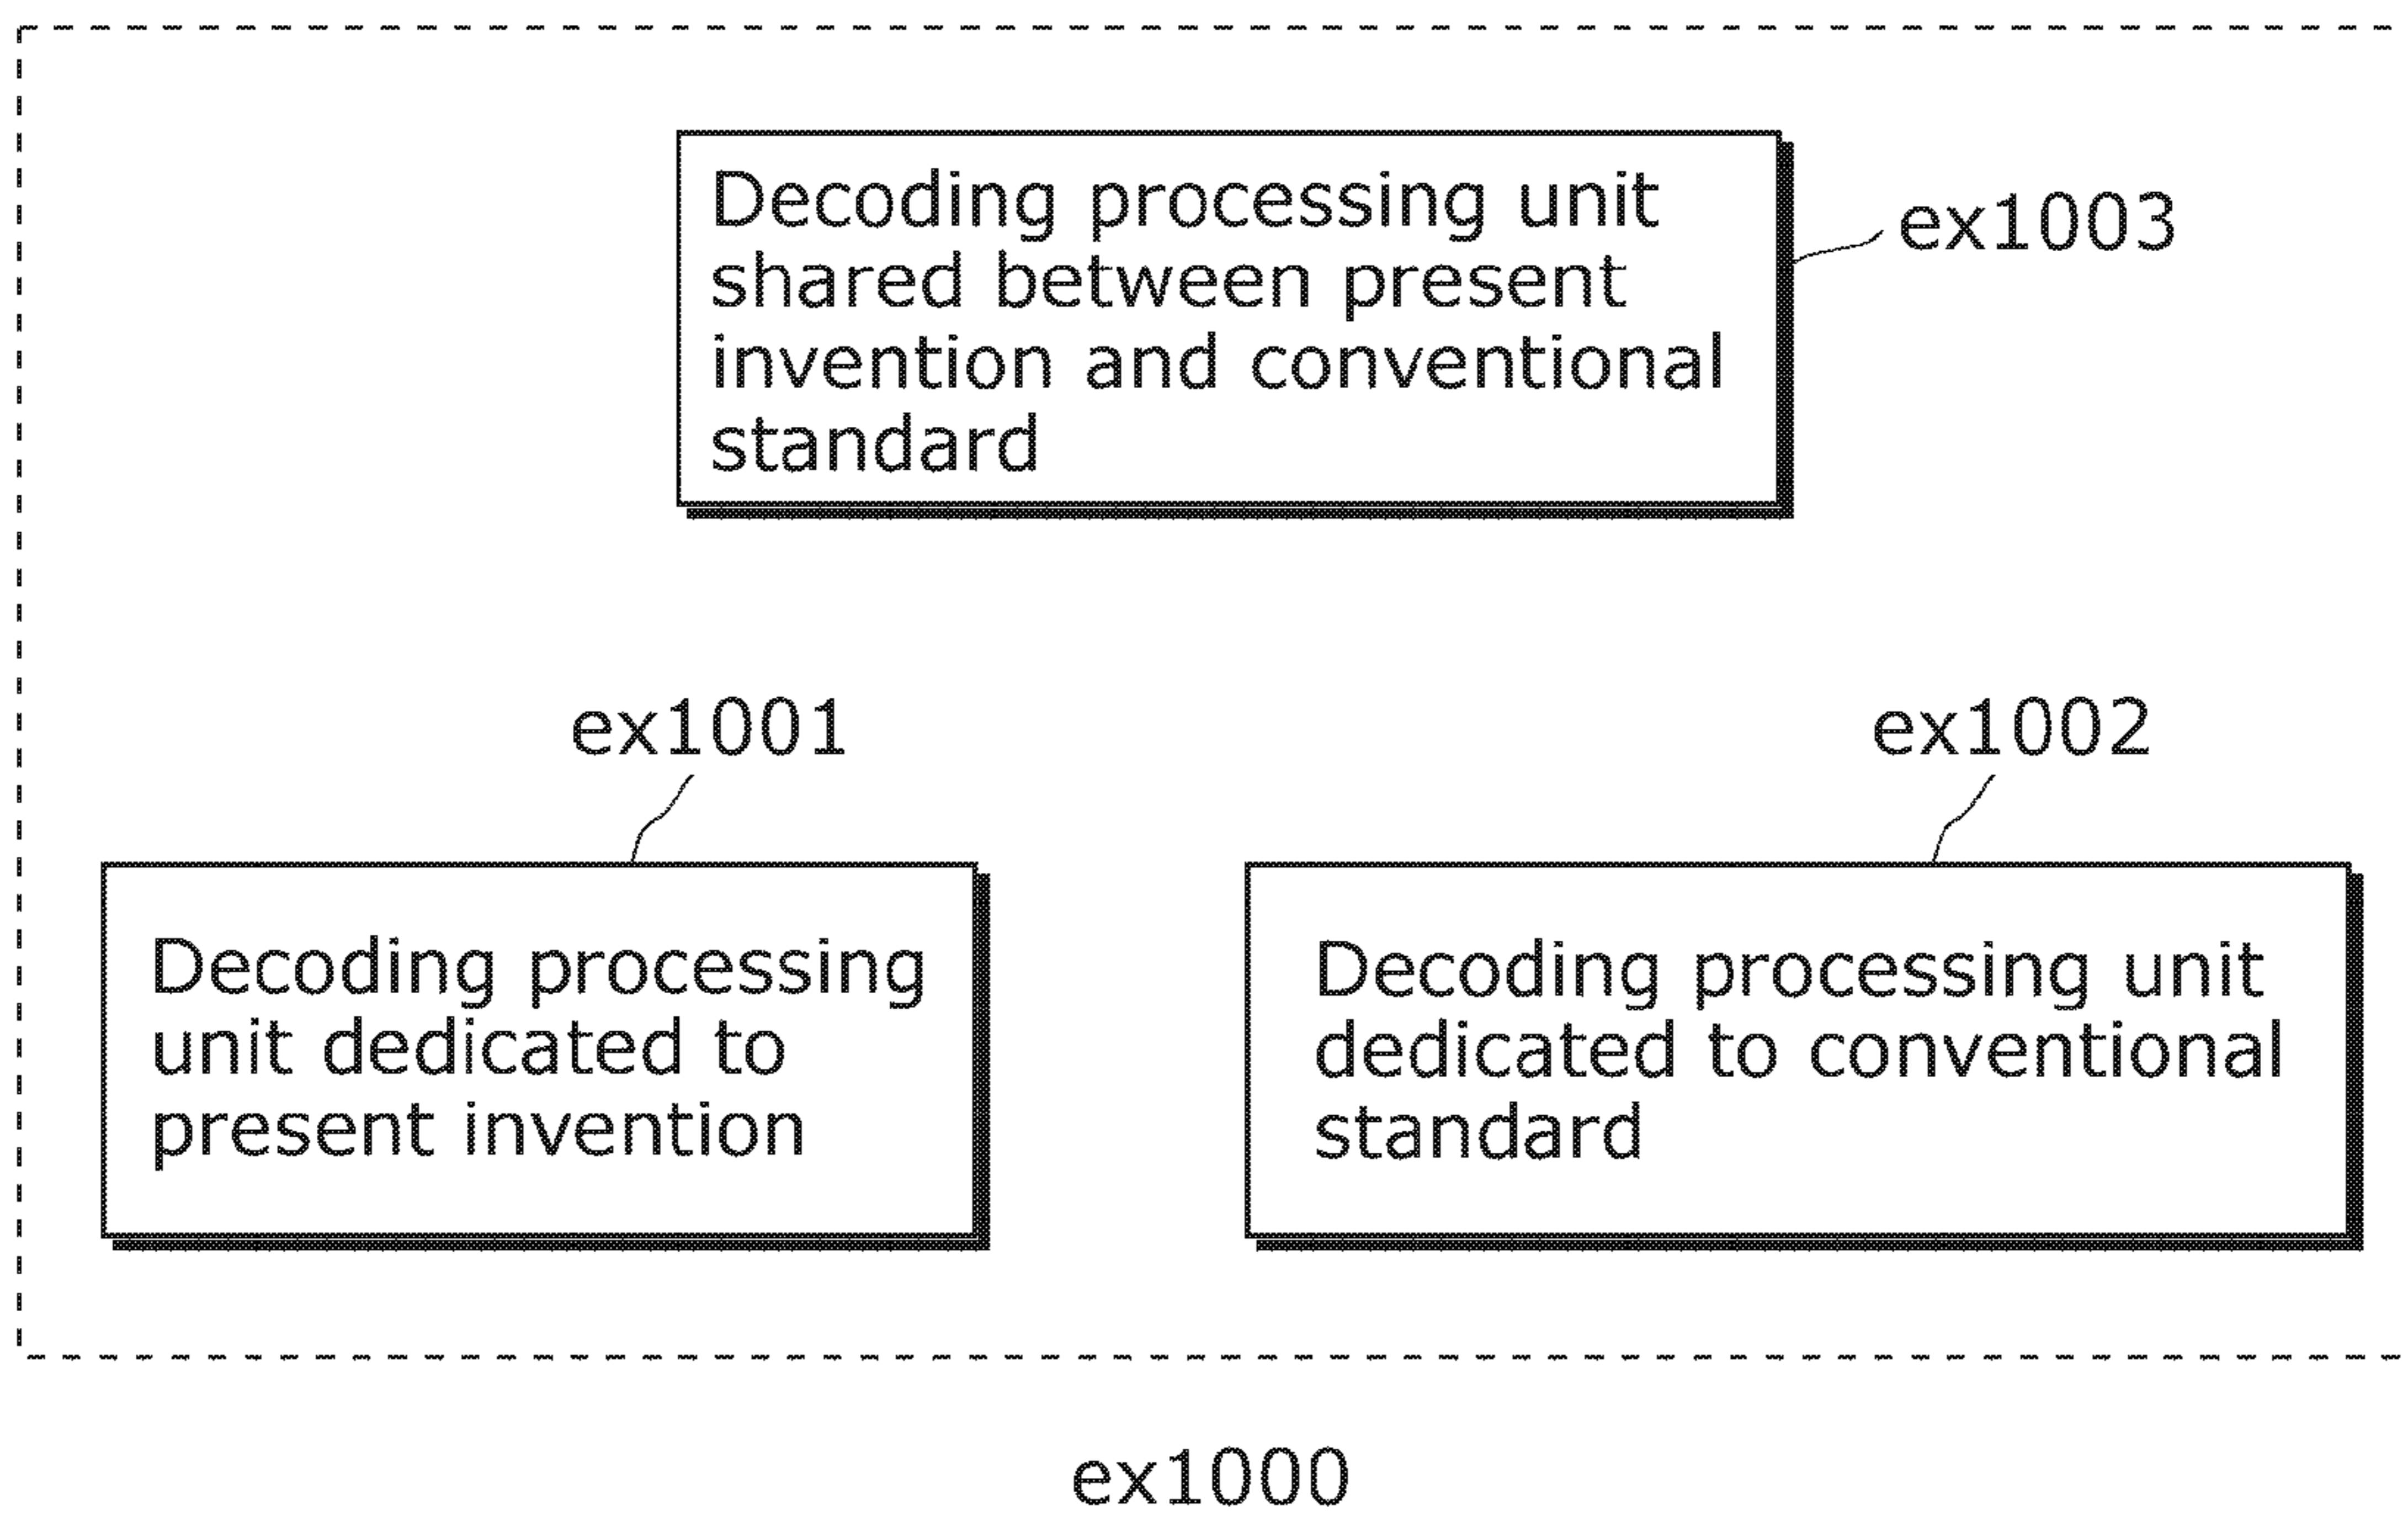 Decoding processing unit
shared between present
invention and conventional
standard
ex1003
ex1001
ex1002
Decoding processing
unit dedicated to
present invention
Decoding processing unit
dedicated to conventional
standard
ex1000